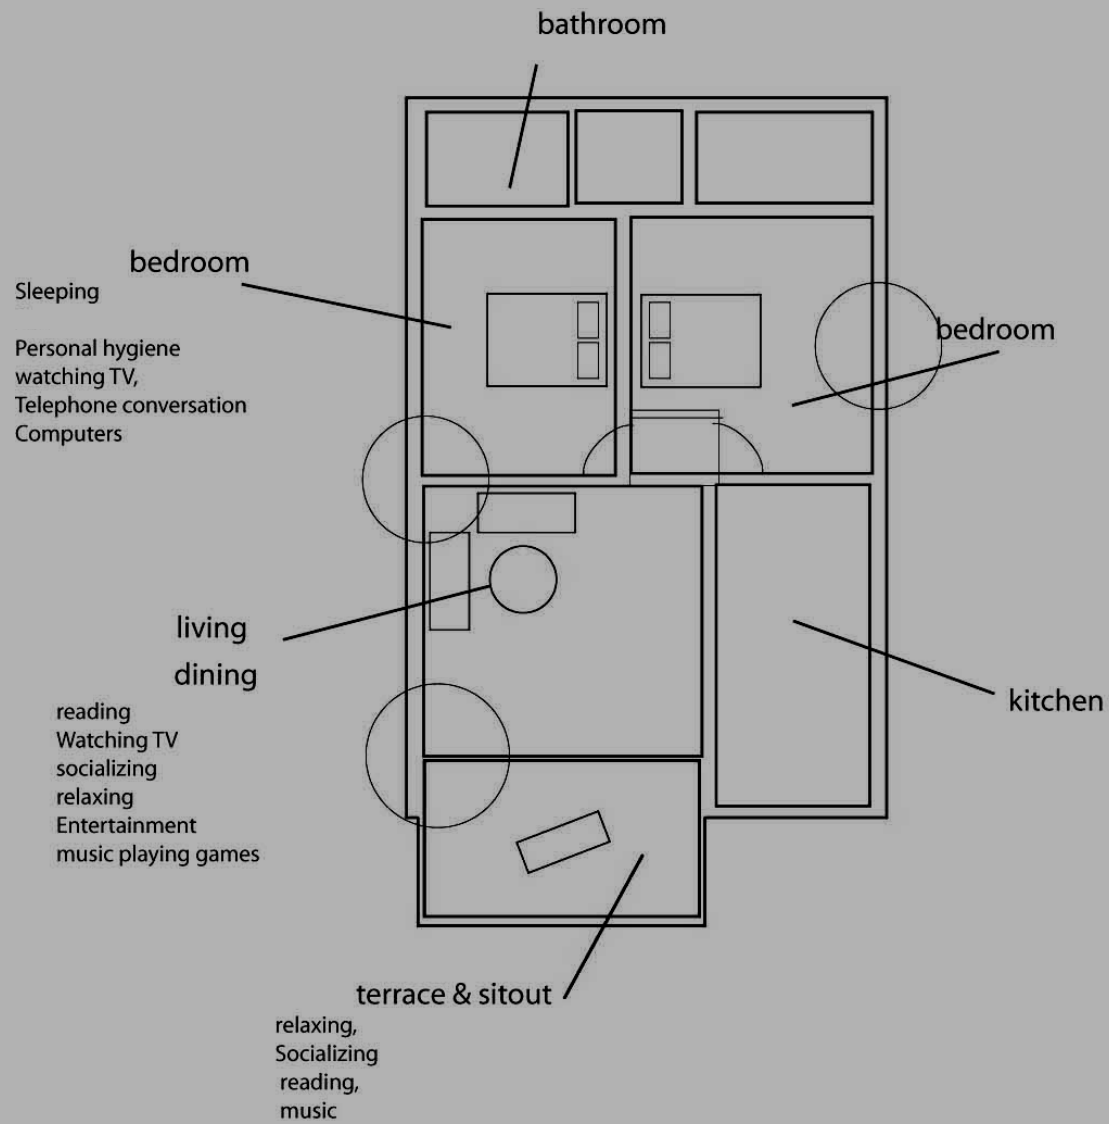 bathroom
bedroom
Sleeping
Personal hygiene
watching TV,
Telephone conversation
Computers
bedroom
living
dining
reading
Watching TV
socializing
relaxing
Entertainment
music playing games
kitchen
terrace & sitout
relaxing,
Socializing
reading,
music